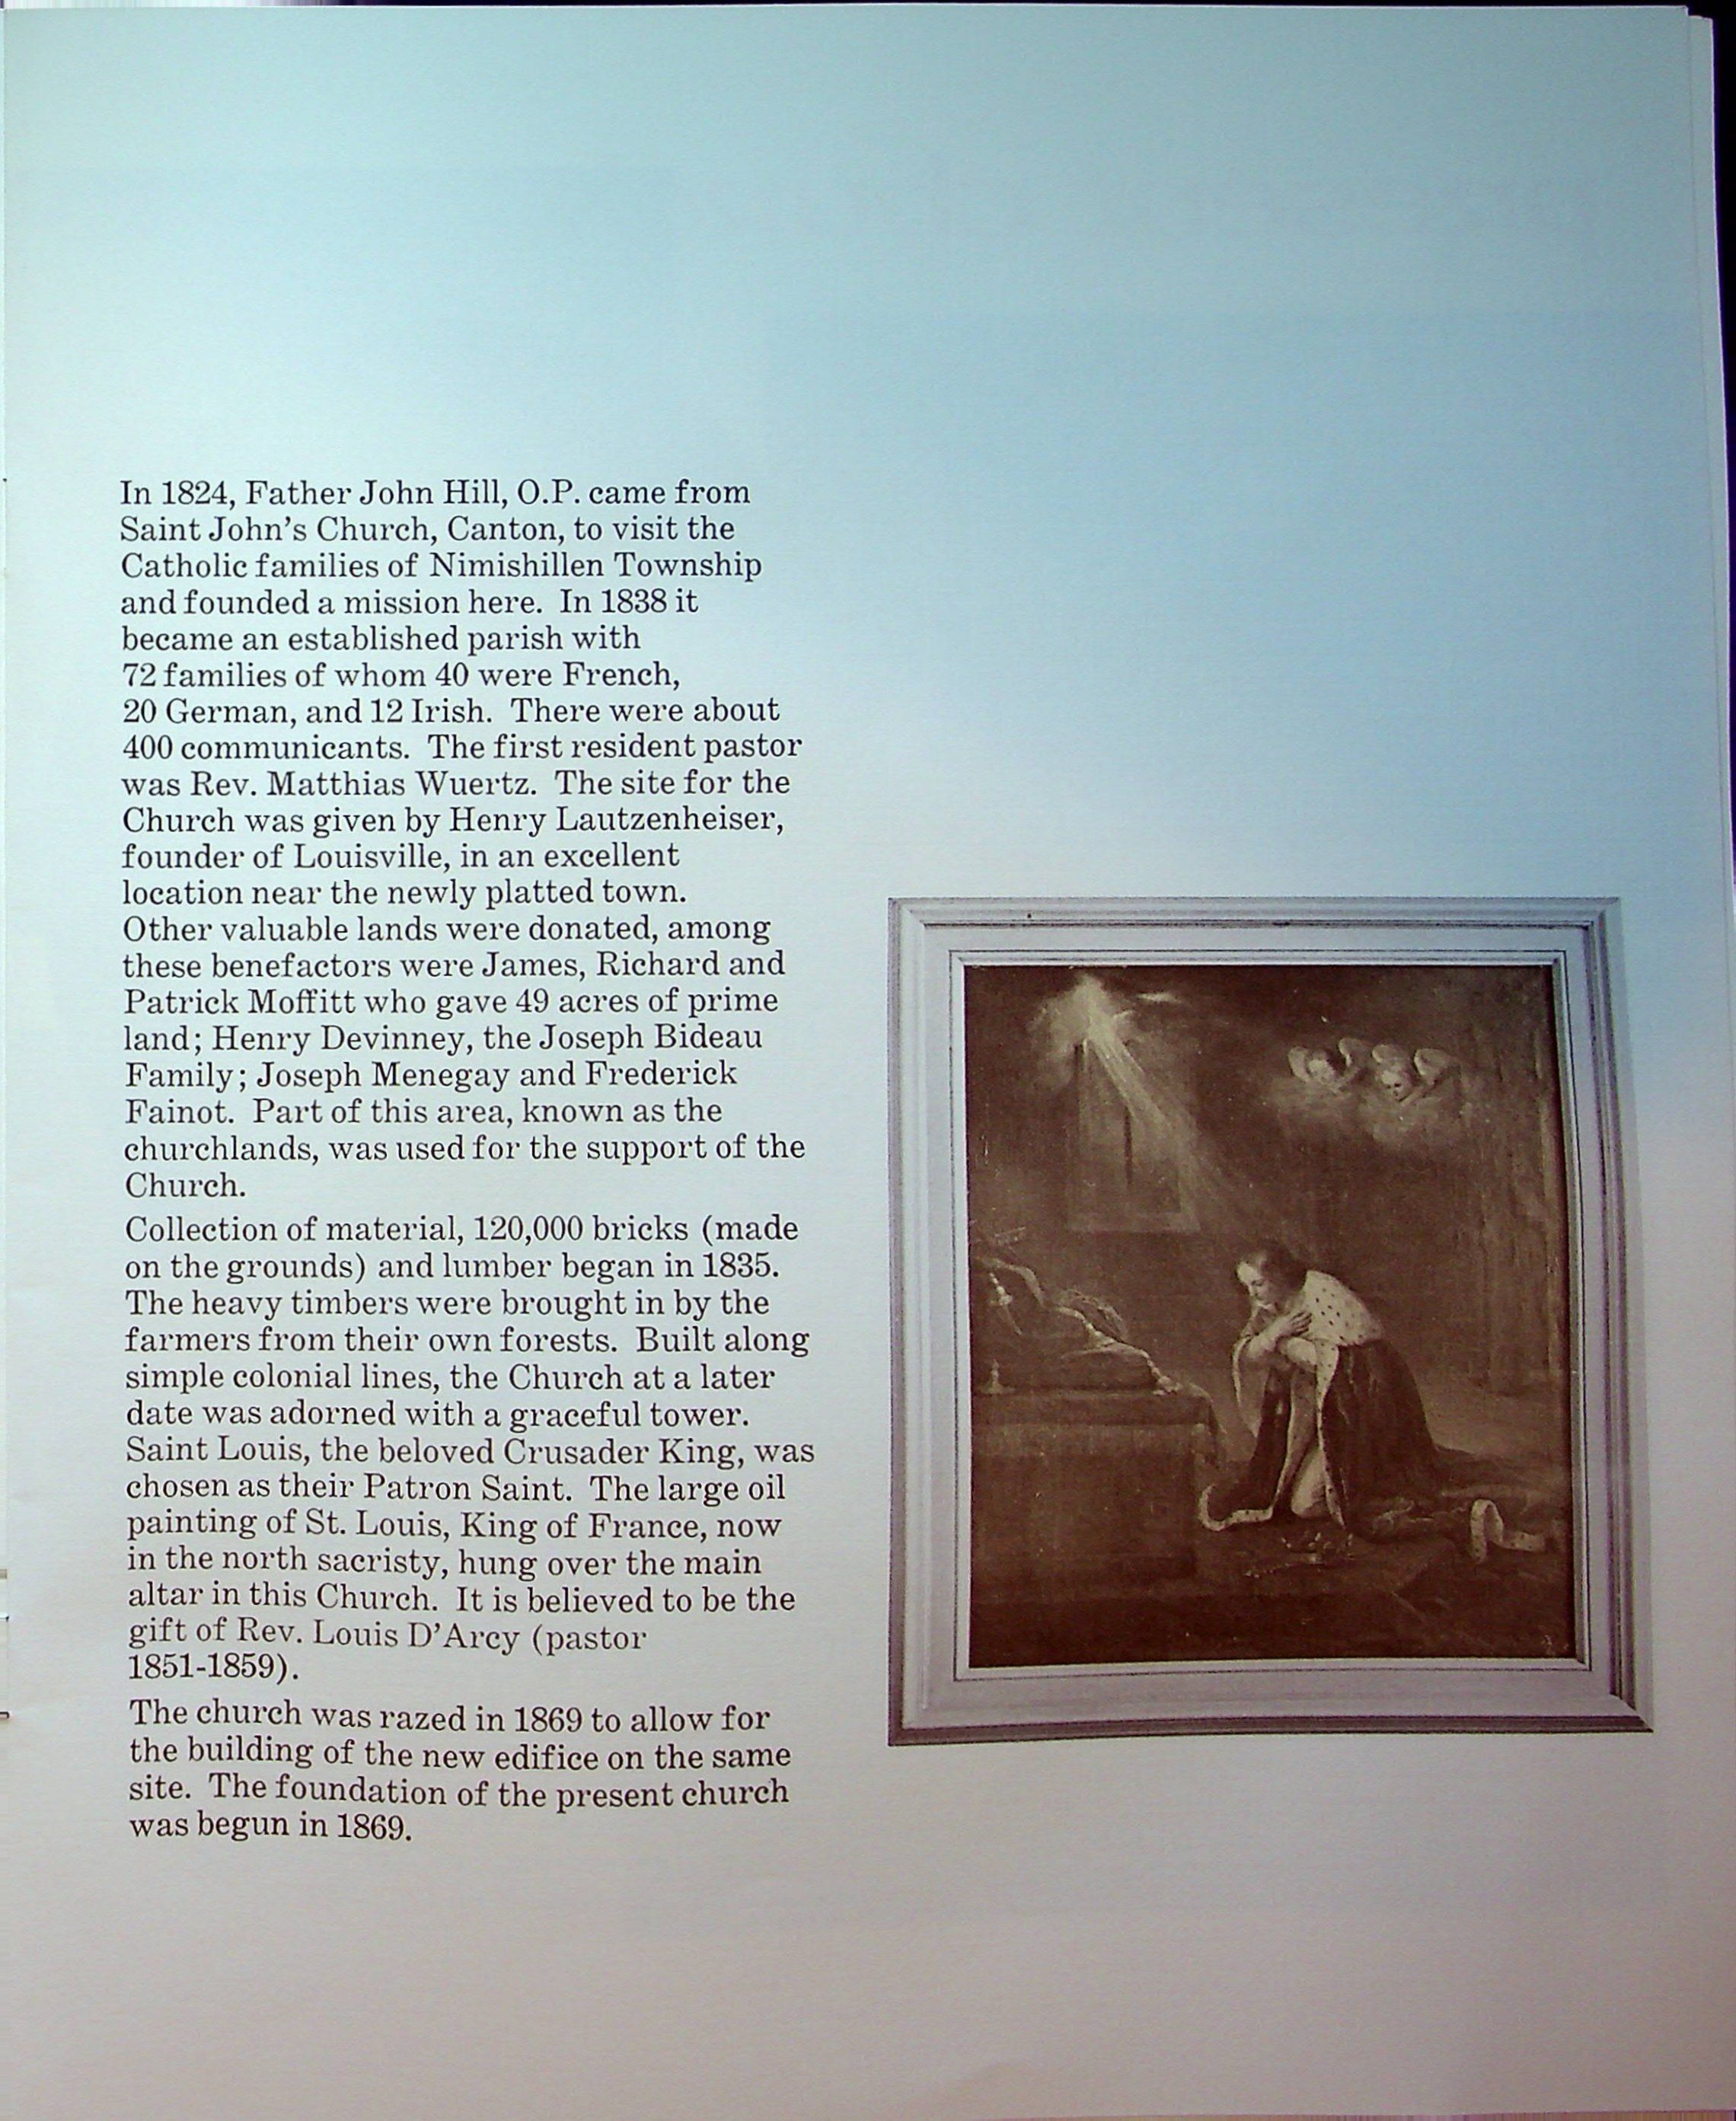 In 1824, Father John Hill, O.P. came from
Saint John's Church, Canton, to visit the
Catholic families of Nimishillen Township
and founded a mission here. In 1838 it
became an established parish with
72 families of whom 40 were French,
20 German, and 12 Irish. There were about
400 communicants. The first resident pastor
was Rev. Matthias Wuertz. The site for the
Church was given by Henry Lautzenheiser,
founder of Louisville, in an excellent
location near the newly platted town.
Other valuable lands were donated, among
these benefactors were James, Richard and
Patrick Moffitt who gave 49 acres of prime
land; Henry Devinney, the Joseph Bideau
Family; Joseph Menegay and Frederick
Fainot. Part of this area, known as the
churchlands, was used for the support of the
Church.
Collection of material, 120,000 bricks (made
on the grounds) and lumber began in 1835.
The heavy timbers were brought in by the
farmers from their own forests. Built along
simple colonial lines, the Church at a later
date was adorned with a graceful tower.
Saint Louis, the beloved Crusader King, was
chosen as their Patron Saint. The large oil
painting of St. Louis, King of France, now
in the north sacristy, hung over the main
altar in this Church. It is believed to be the
gift of Rev. Louis D'Arcy (pastor
1851-1859).
The church was razed in 1869 to allow for
the building of the new edifice on the same
site. The foundation of the present church
was begun in 1869.